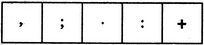 , ; · : +